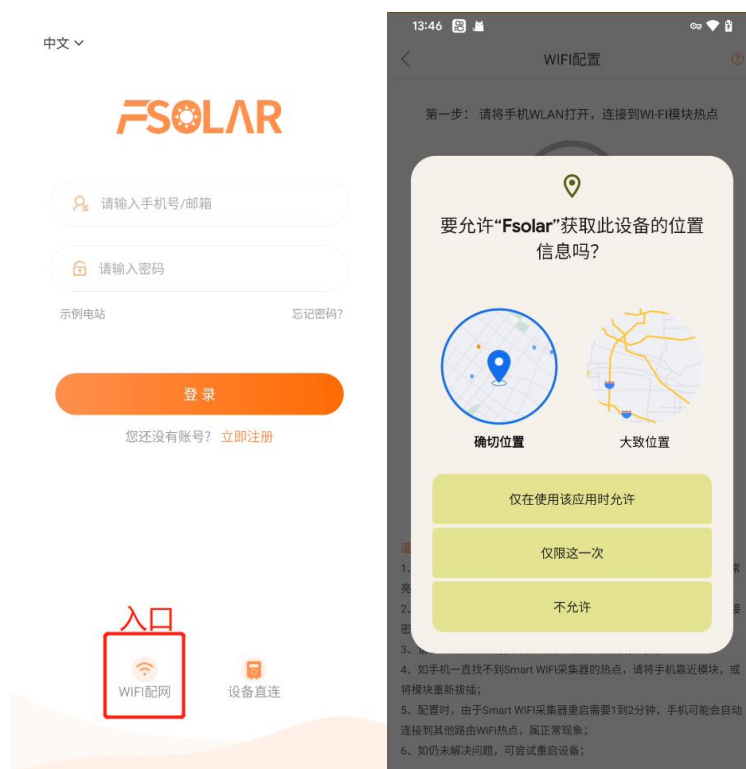 中文
FSOLAR
请输入手机号/邮箱
请输入密码
示例电站
忘记密码?
登录
您还没有账号? 立即注册
入口
WIFI配网
设备直连
13:46
WIFI配置
第一步： 请将手机WLAN打开，连接到WI-FI模块热点
要允许“Fsolar”获取此设备的位置
信息吗？
确切位置
大致位置
仅在使用该应用时允许
仅限这一次
不允许
温
1、
常
亮
2、
接
密
3、
4、如手机一直找不到Smart WIFI采集器的热点，请将手机靠近模块，或
将模块重新拔插；
5、配置时，由于Smart WIFI采集器重启需要1到2分钟，手机可能会自动
连接到其他路由WIFI热点，属正常现象；
6、如仍未解决问题，可尝试重启设备；